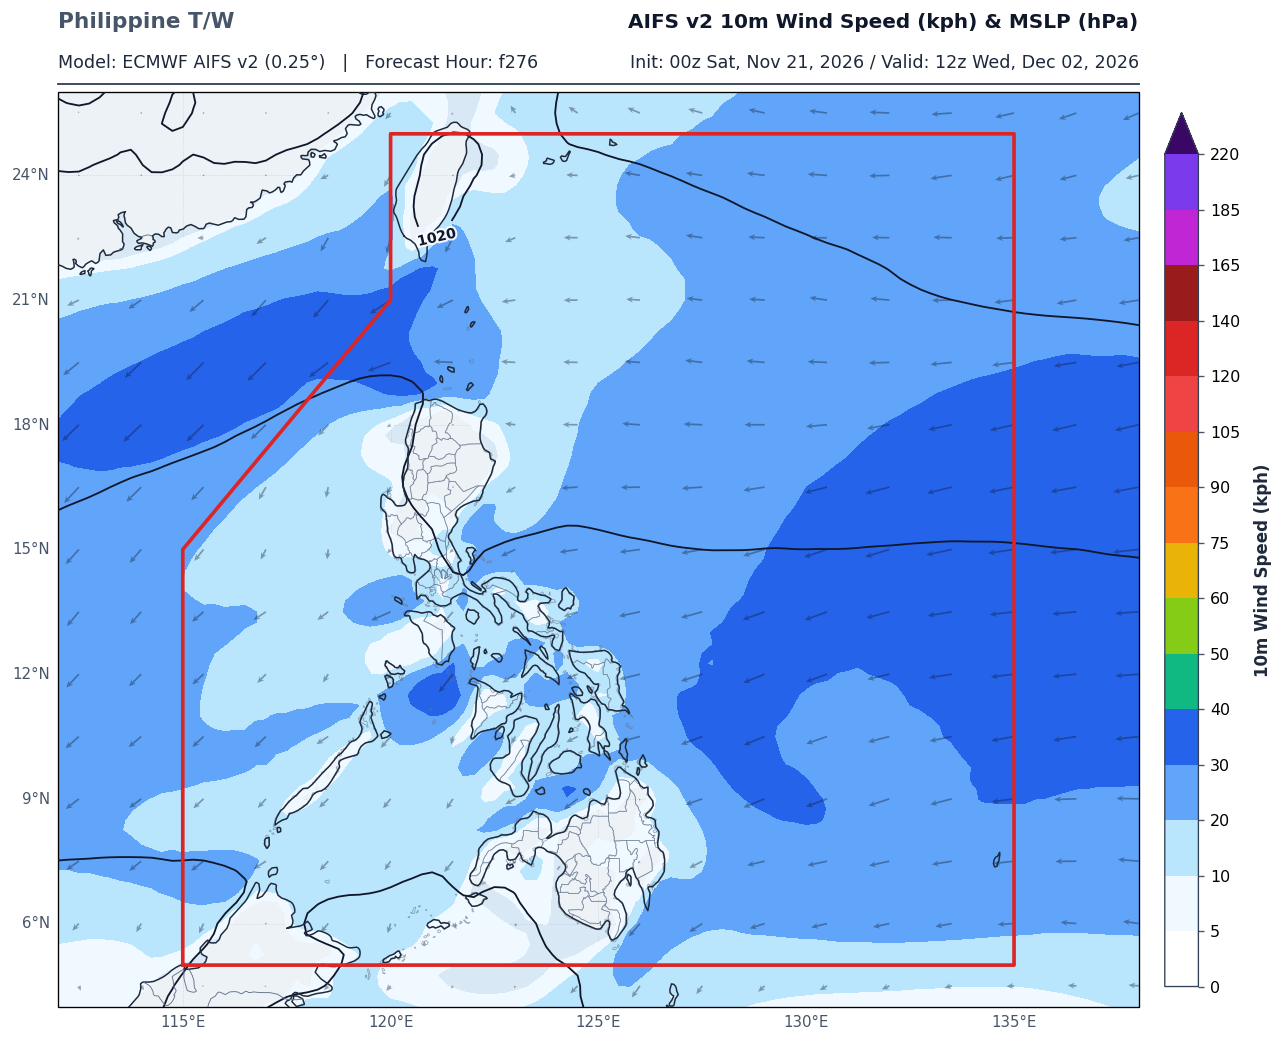 Philippine T/W
AIFS v2 10m Wind Speed (kph) & MSLP (hPa)
Model: ECMWF AIFS v2 (0.25°) | Forecast Hour: f276
Init: 00z Sat, Nov 21, 2026 / Valid: 12z Wed, Dec 02, 2026
24°N
21°N
18°N
15°N
12°N
9°N
6°N
1020
115°E
120°E
125°E
130°E
135°E
220
185
165
140
120
105
90
75
60
50
40
30
20
10
5
0
10m Wind Speed (kph)